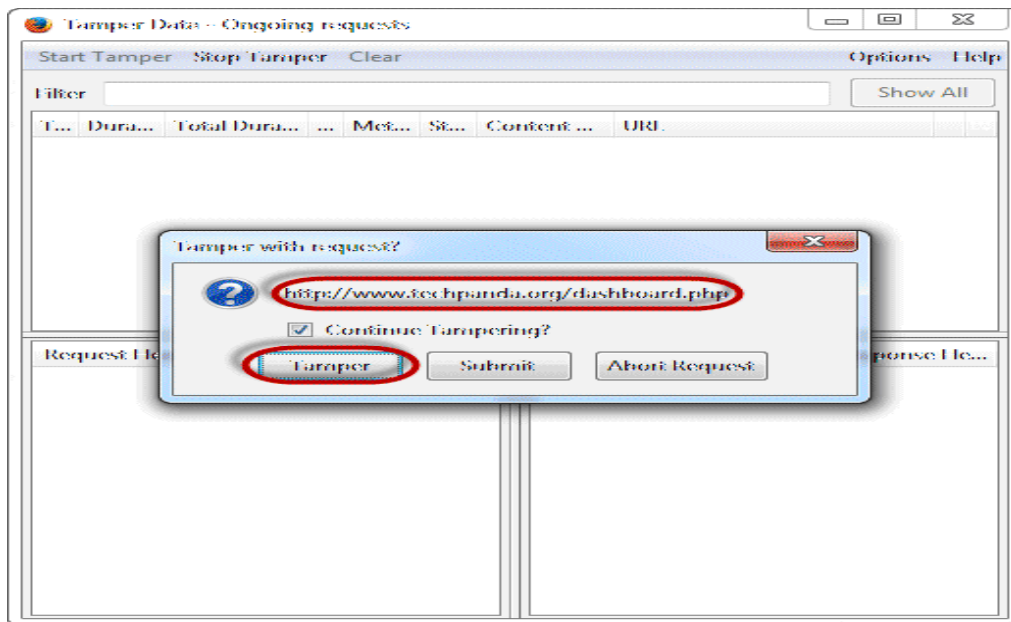 Tamper Data - Ongoing requests
Start Tamper Stop Tamper Clear Options Help
Filter Show All
T... Dura... Total Dura... ... Met... St... Content ... URL
Tamper with request?
http://www.techpanda.org/dashboard.php
Continue Tampering?
Request He ponse He...
Tamper Submit Abort Request